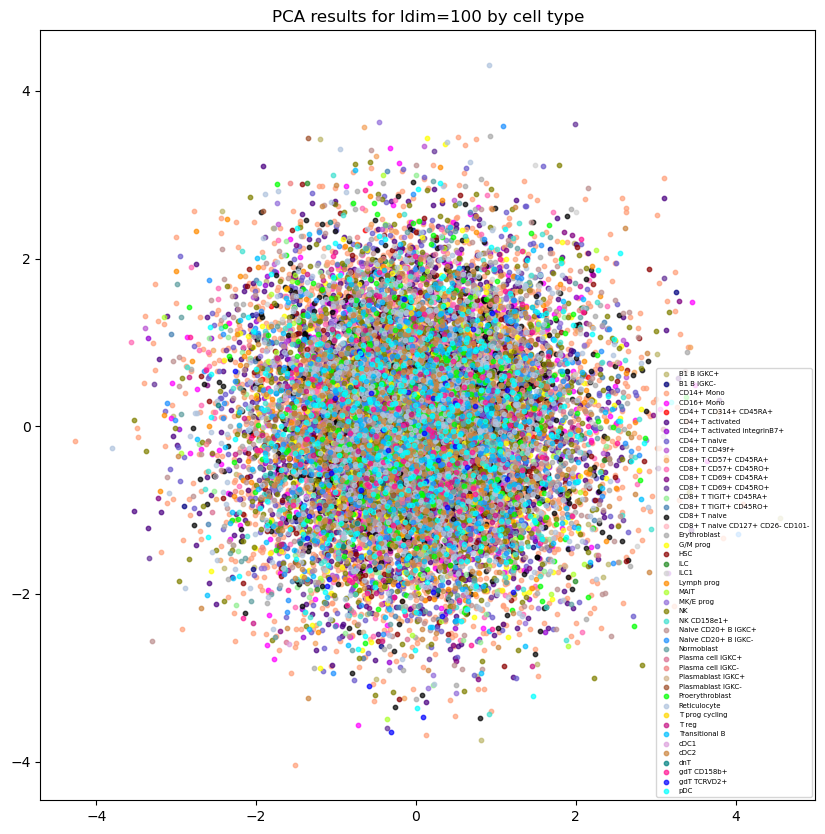 PCA results for ldim=100 by cell type
4
2
0
−2
−4
−4
−2
0
2
4
B1 B IGKC+
B1 B IGKC-
CD14+ Mono
CD16+ Mono
CD4+ T CD314+ CD45RA+
CD4+ T activated
CD4+ T activated integrinB7+
CD4+ T naive
CD8+ T CD49f+
CD8+ T CD57+ CD45RA+
CD8+ T CD57+ CD45RO+
CD8+ T CD69+ CD45RA+
CD8+ T CD69+ CD45RO+
CD8+ T TIGIT+ CD45RA+
CD8+ T TIGIT+ CD45RO+
CD8+ T naive
CD8+ T naive CD127+ CD26- CD101-
Erythroblast
G/M prog
HSC
ILC
ILC1
Lymph prog
MAIT
MK/E prog
NK
NK CD158e1+
Naive CD20+ B IGKC+
Naive CD20+ B IGKC-
Normoblast
Plasma cell IGKC+
Plasma cell IGKC-
Plasmablast IGKC+
Plasmablast IGKC-
Proerythroblast
Reticulocyte
T prog cycling
T reg
Transitional B
cDC1
cDC2
dnT
gdT CD158b+
gdT TCRVD2+
pDC